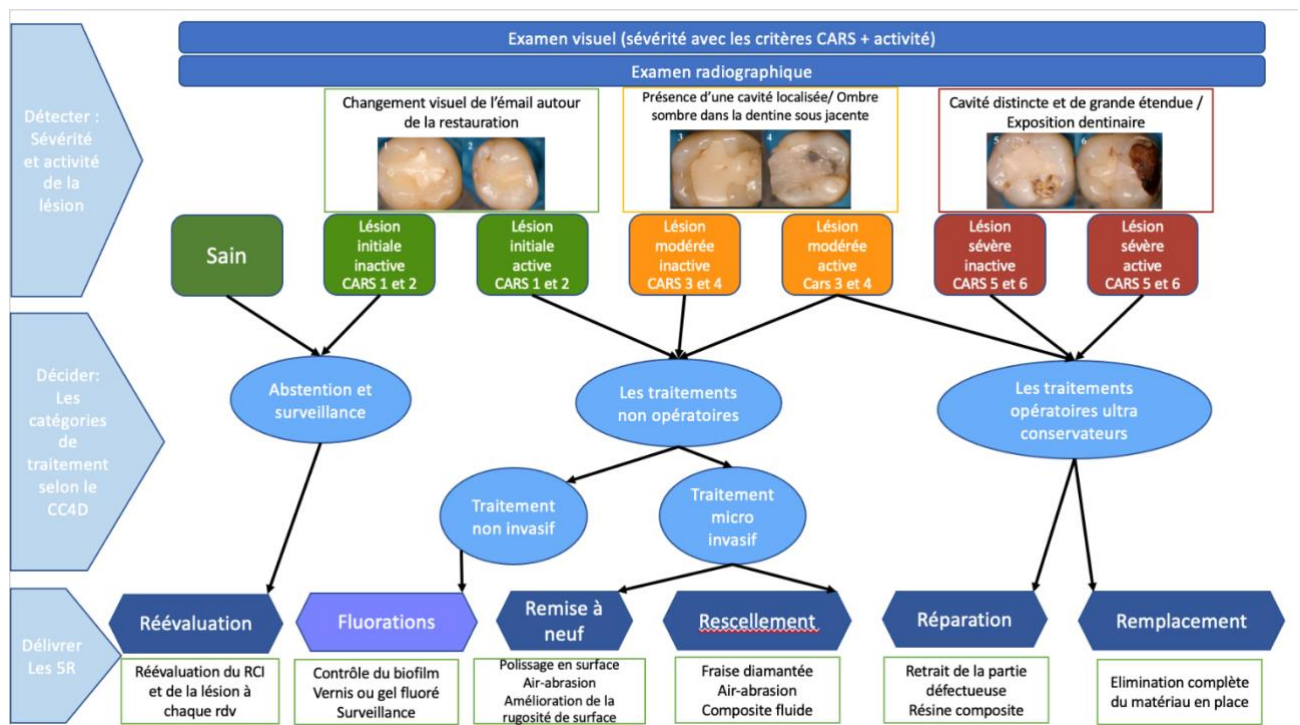 Examen visuel (sévérité avec les critères CARS + activité)
Examen radiographique
Détecter :
Sévérité
et activité
de la
lésion
Changement visuel de l’émail autour
de la restauration
1
2
Présence d’une cavité localisée/ Ombre
sombre dans la dentine sous jacente
3
4
Cavité distincte et de grande étendue /
Exposition dentinaire
5
6
Sain
Lésion
initiale
inactive
CARS 1 et 2
Lésion
initiale
active
CARS 1 et 2
Lésion
modérée
inactive
CARS 3 et 4
Lésion
modérée
active
Cars 3 et 4
Lésion
sévère
inactive
CARS 5 et 6
Lésion
sévère
active
CARS 5 et 6
Décider:
Les
catégories
de
traitement
selon le
CC4D
Abstention et
surveillance
Les traitements
non opératoires
Les traitements
opératoires ultra
conservateurs
Traitement
non invasif
Traitement
micro
invasif
Délivrer
Les 5R
Réévaluation
Fluorations
Remise à
neuf
Rescellement
Réparation
Remplacement
Réévaluation du RCI
et de la lésion à
chaque rdv
Contrôle du biofilm
Vernis ou gel fluoré
Surveillance
Polissage en surface
Air-abrasion
Amélioration de la
rugosité de surface
Fraise diamantée
Air-abrasion
Composite fluide
Retrait de la partie
défectueuse
Résine composite
Elimination complète
du matériau en place